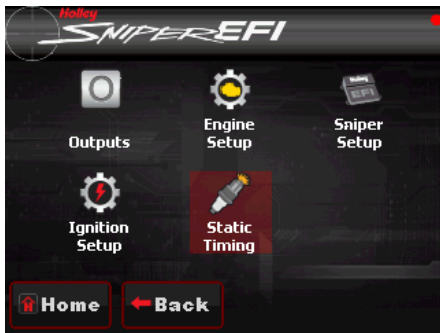 Holley
SNIPER EFI
O
Outputs
Engine
Setup
Holley
EFI
Sniper
Setup
Ignition
Setup
Static
Timing
H
Home
Back